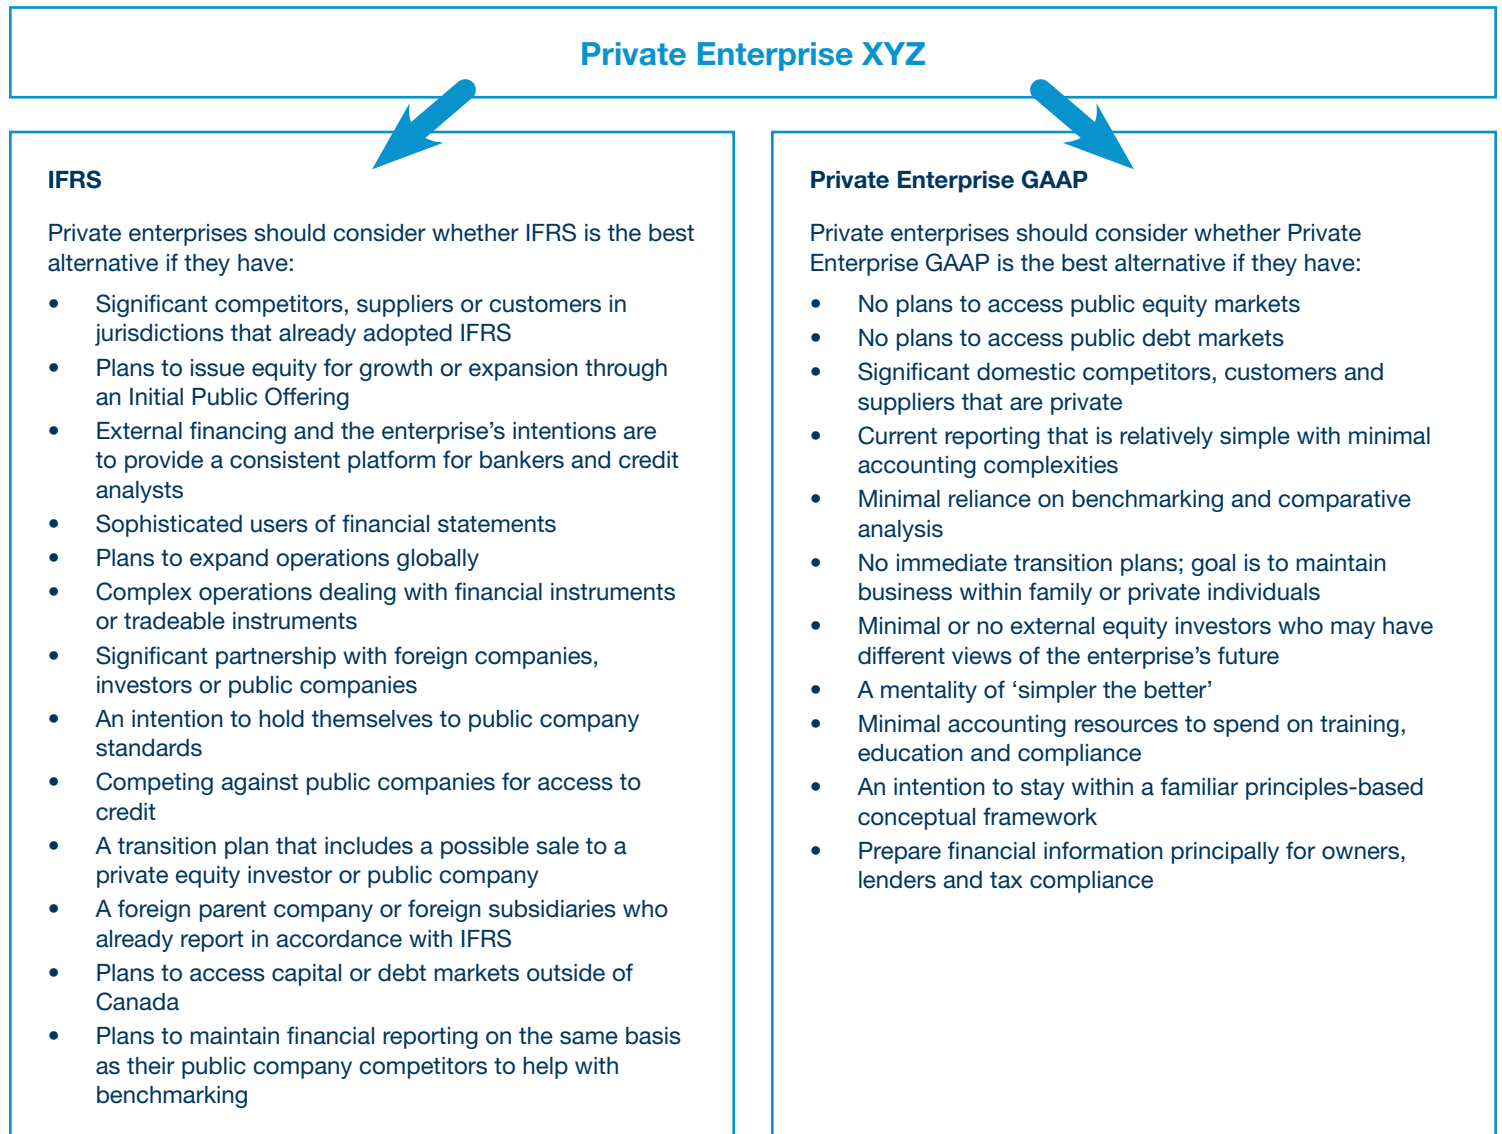 Private Enterprise XYZ
IFRS
Private enterprises should consider whether IFRS is the best
alternative if they have:
• Significant competitors, suppliers or customers in
jurisdictions that already adopted IFRS
• Plans to issue equity for growth or expansion through
an Initial Public Offering
• External financing and the enterprise’s intentions are
to provide a consistent platform for bankers and credit
analysts
• Sophisticated users of financial statements
• Plans to expand operations globally
• Complex operations dealing with financial instruments
or tradeable instruments
• Significant partnership with foreign companies,
investors or public companies
• An intention to hold themselves to public company
standards
• Competing against public companies for access to
credit
• A transition plan that includes a possible sale to a
private equity investor or public company
• A foreign parent company or foreign subsidiaries who
already report in accordance with IFRS
• Plans to access capital or debt markets outside of
Canada
• Plans to maintain financial reporting on the same basis
as their public company competitors to help with
benchmarking
Private Enterprise GAAP
Private enterprises should consider whether Private
Enterprise GAAP is the best alternative if they have:
• No plans to access public equity markets
• No plans to access public debt markets
• Significant domestic competitors, customers and
suppliers that are private
• Current reporting that is relatively simple with minimal
accounting complexities
• Minimal reliance on benchmarking and comparative
analysis
• No immediate transition plans; goal is to maintain
business within family or private individuals
• Minimal or no external equity investors who may have
different views of the enterprise’s future
• A mentality of ‘simpler the better’
• Minimal accounting resources to spend on training,
education and compliance
• An intention to stay within a familiar principles-based
conceptual framework
• Prepare financial information principally for owners,
lenders and tax compliance